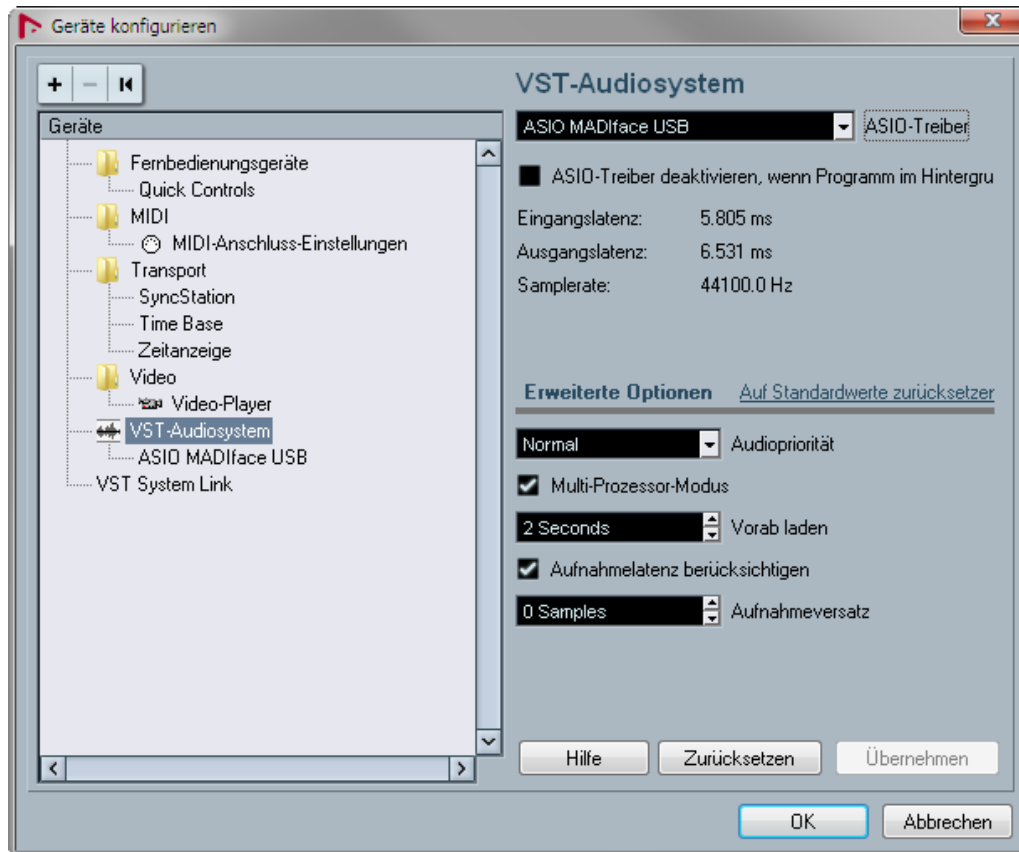 Geräte konfigurieren
Geräte
Fernbedienungsgeräte
Quick Controls
MIDI
MIDI-Anschluss-Einstellungen
Transport
SyncStation
Time Base
Zeitanzeige
Video
Video-Player
VST-Audiosystem
ASIO MADIface USB
VST System Link
VST-Audiosystem
ASIO MADIface USB ASIO-Treiber
ASIO-Treiber deaktivieren, wenn Programm im Hintergru
Eingangslatenz: 5.805 ms
Ausgangslatenz: 6.531 ms
Samplerate: 44100.0 Hz
Erweiterte Optionen Auf Standardwerte zurücksetzer
Normal Audiopriorität
Multi-Prozessor-Modus
2 Seconds Vorab laden
Aufnahmelatenz berücksichtigen
0 Samples Aufnahmeversatz
Hilfe Zurücksetzen Übernehmen
OK Abbrechen